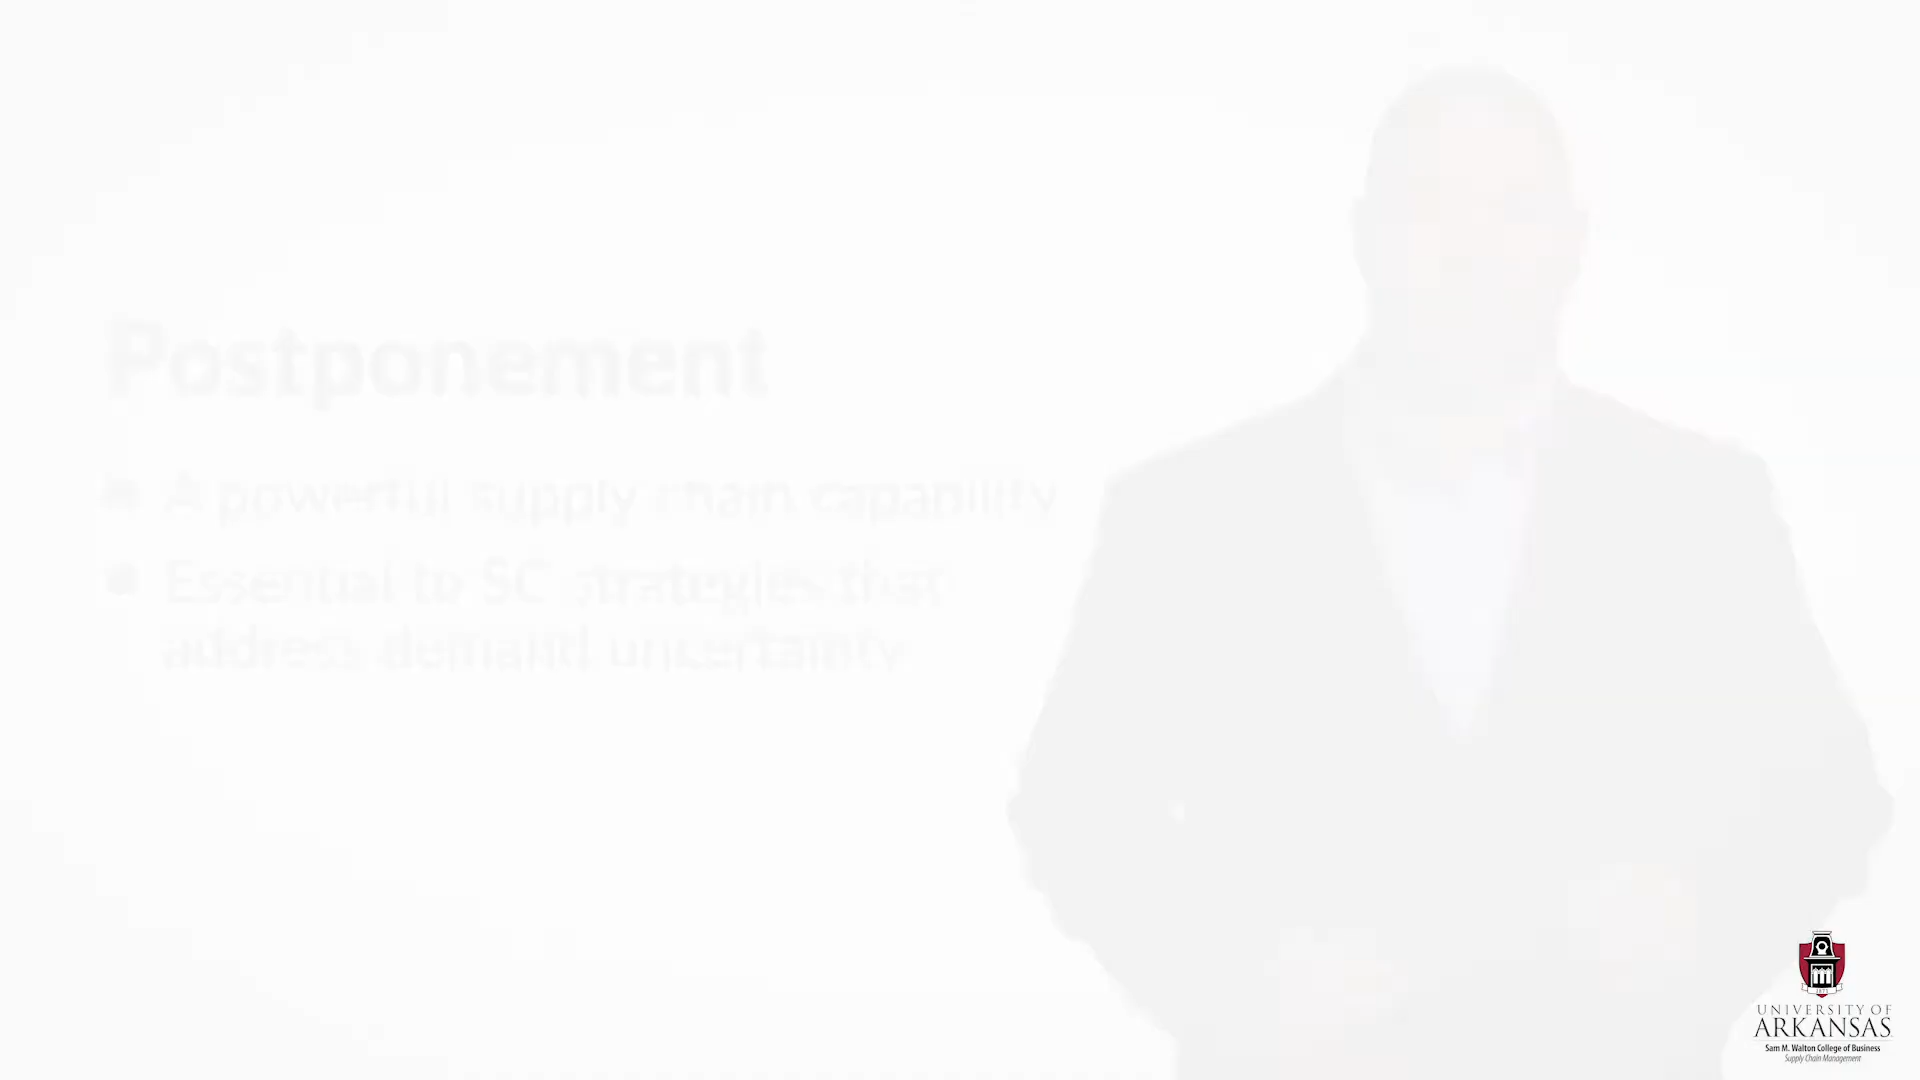 Postponement
A powerful supply chain capability
Essential to SC strategies that
address demand uncertainty
1871
UNIVERSITY OF
ARKANSAS
Sam M. Walton College of Business
Supply Chain Management